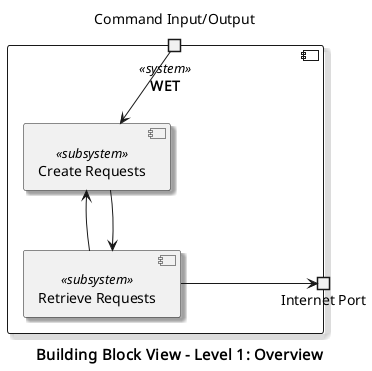 Command Input/Output
«system»
WET
«subsystem»
Create Requests
«subsystem»
Retrieve Requests
Internet Port
Building Block View - Level 1: Overview